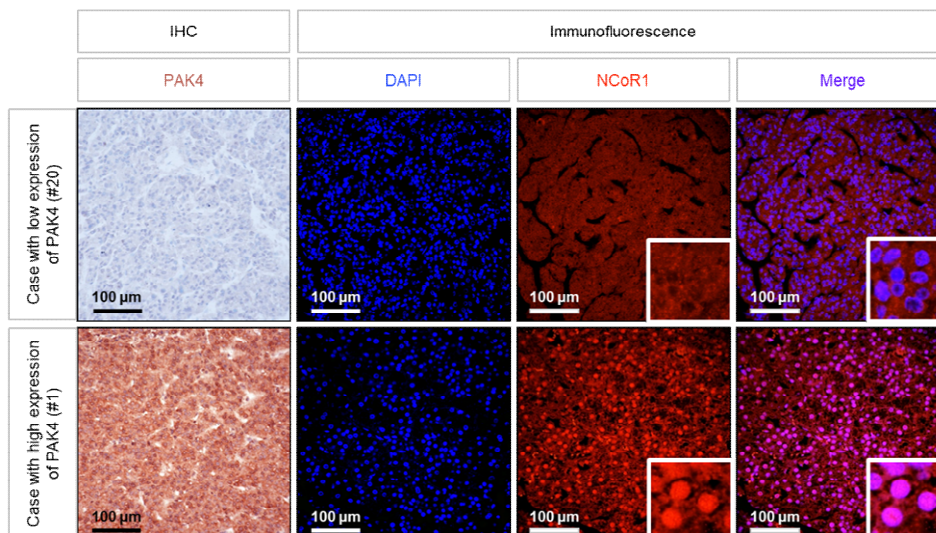 IHC
Immunofluorescence
PAK4
DAPI
NCoR1
Merge
Case with low expression
of PAK4 (#20)
100 µm
100 µm
100 µm
100 µm
Case with high expression
of PAK4 (#1)
100 µm
100 µm
100 µm
100 µm